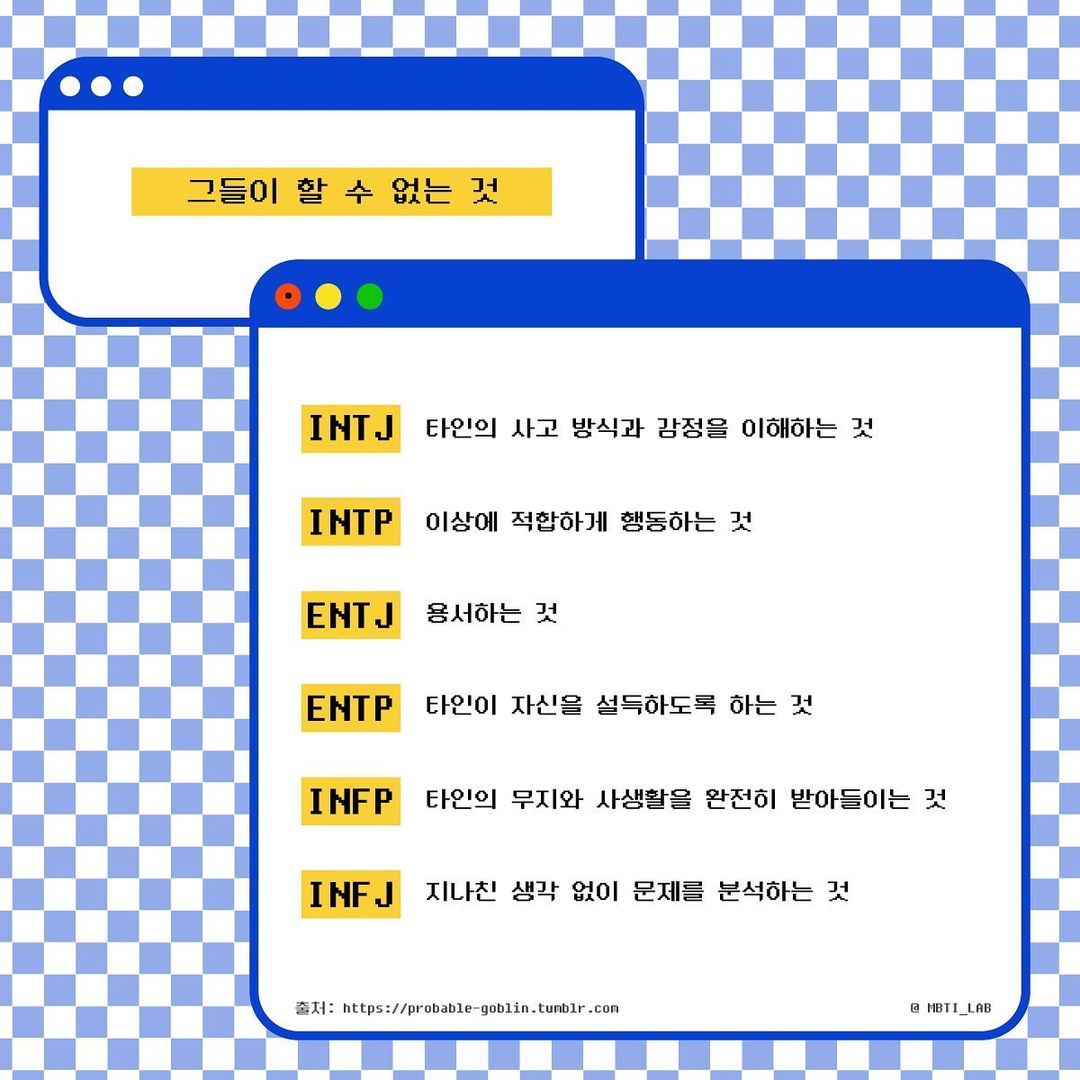 그들이 할 수 없는 것
INTJ 타인의 사고 방식과 감정을 이해하는 것
INTP 이상에 적합하게 행동하는 것
ENTJ 용서하는 것
ENTP 타인이 자신을 설득하도록 하는 것
INFP 타인의 무지와 사생활을 완전히 받아들이는 것
INFJ 지나친 생각 없이 문제를 분석하는 것
출처: https://probable-goblin.tumblr.com @ MBTI_LAB